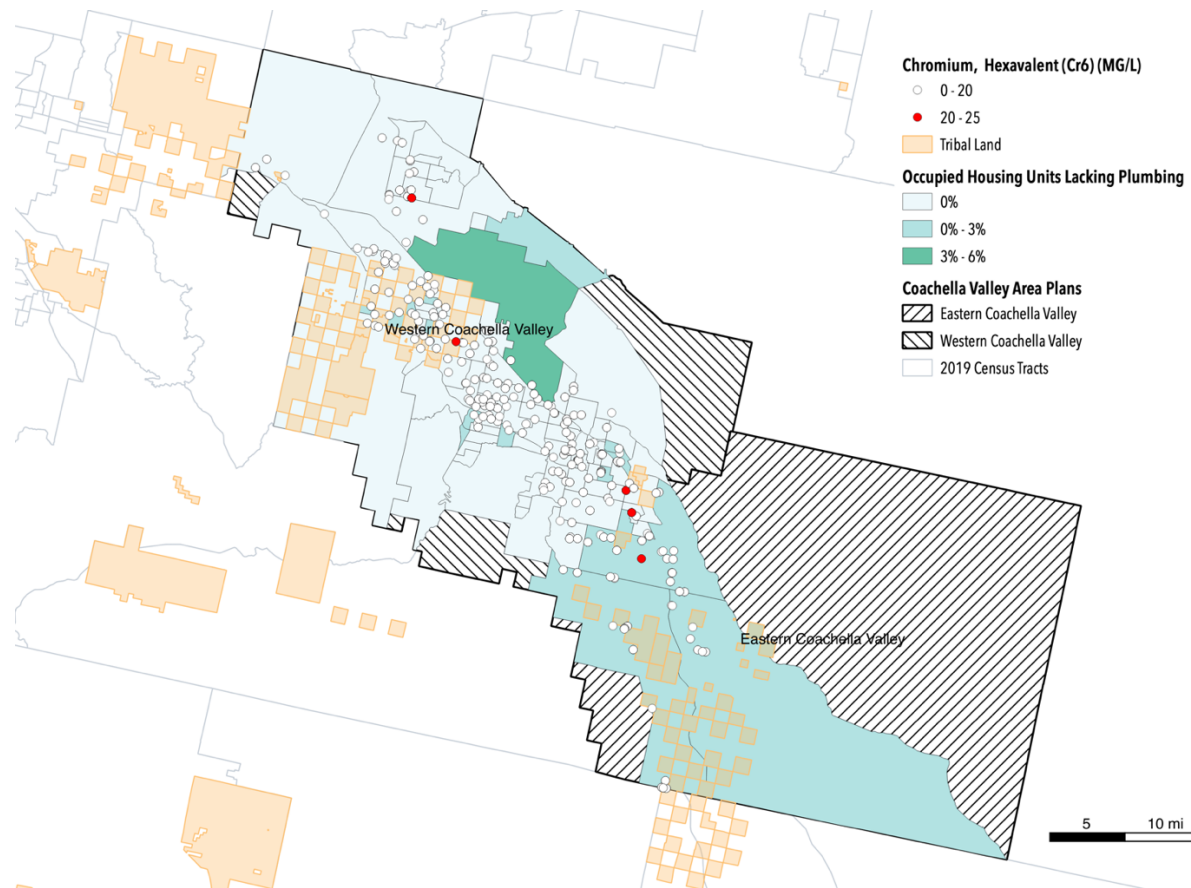 Chromium, Hexavalent (Cr6) (MG/L)
0 - 20
20 - 25
Tribal Land
Occupied Housing Units Lacking Plumbing
0%
0% - 3%
3% - 6%
Coachella Valley Area Plans
Eastern Coachella Valley
Western Coachella Valley
2019 Census Tracts
Western Coachella Valley
Eastern Coachella Valley
5 10 mi